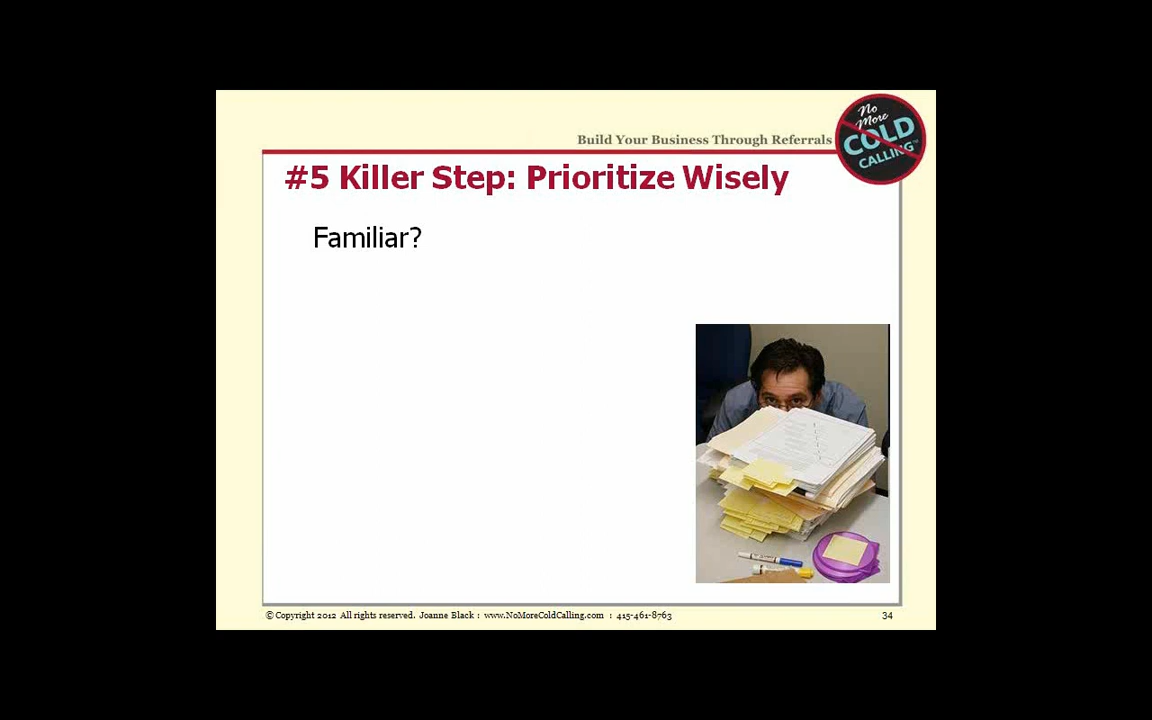 Build Your Business Through Referrals
No
More
COLD
CALLING™
#5 Killer Step: Prioritize Wisely
Familiar?
© Copyright 2012 All rights reserved. Joanne Black : www.NoMoreColdCalling.com : 415-461-8763
34